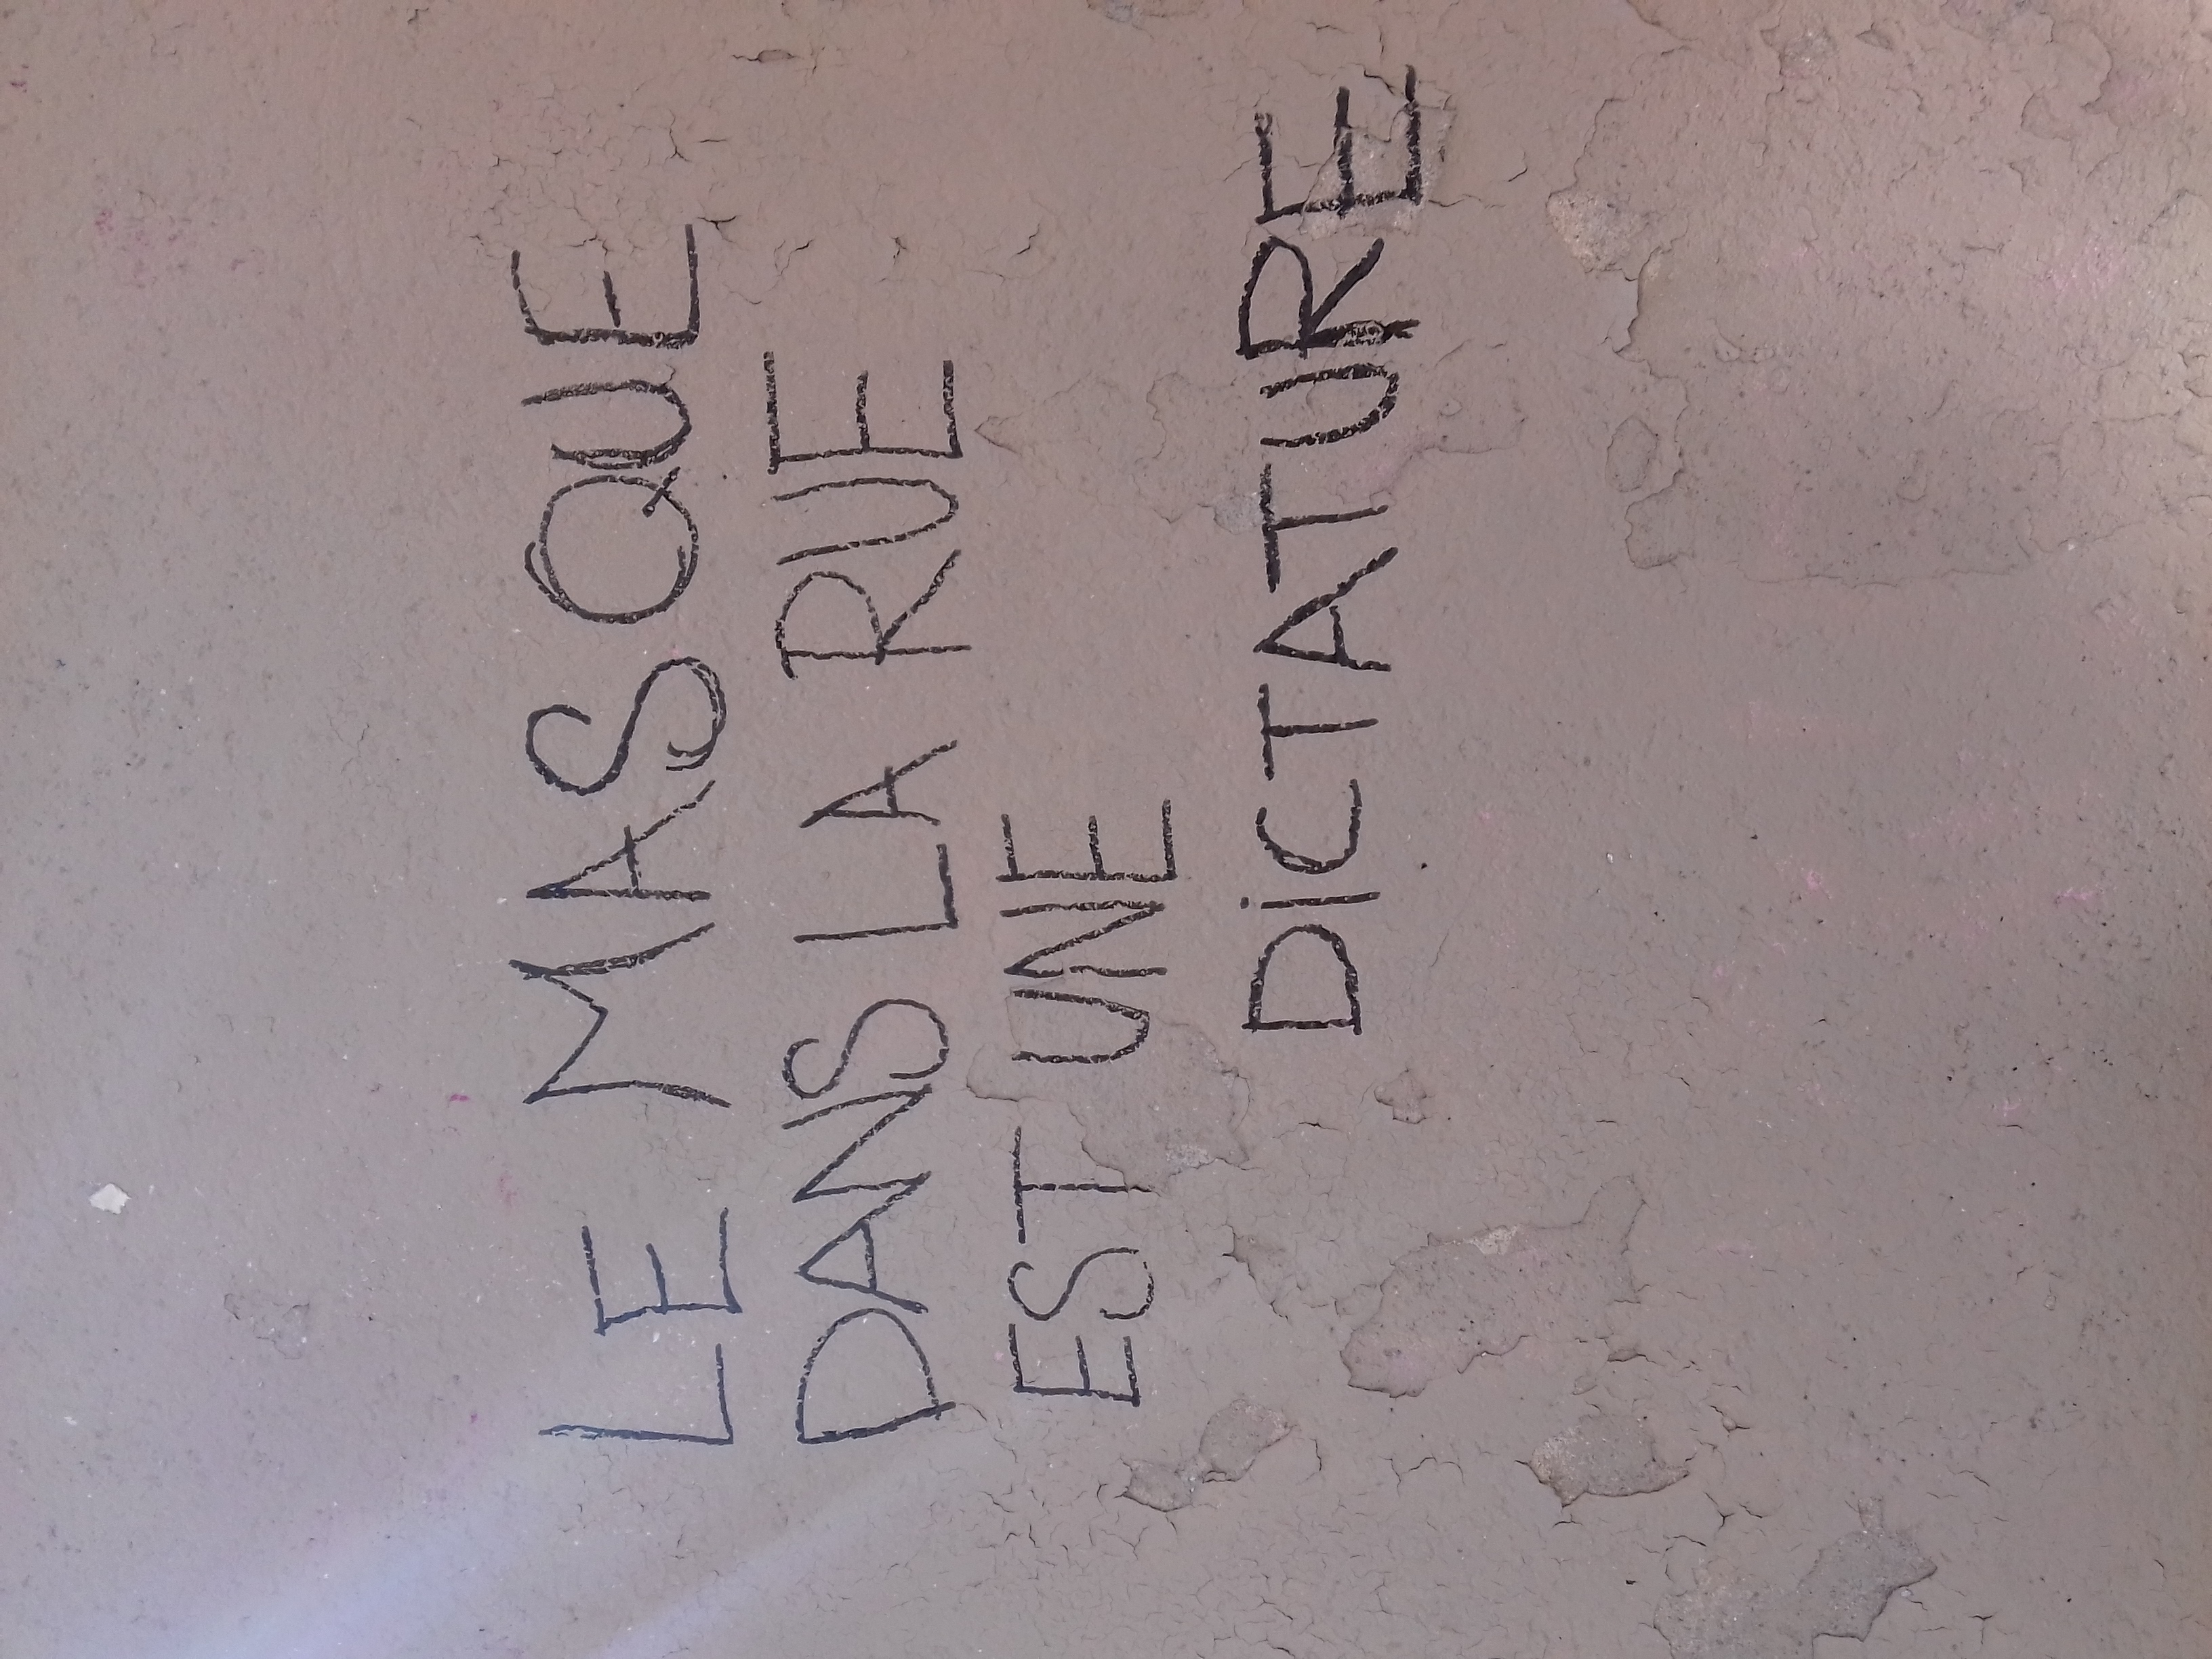 LE MASQUE
DANS LA RUE
EST UNE
DiCTATURE